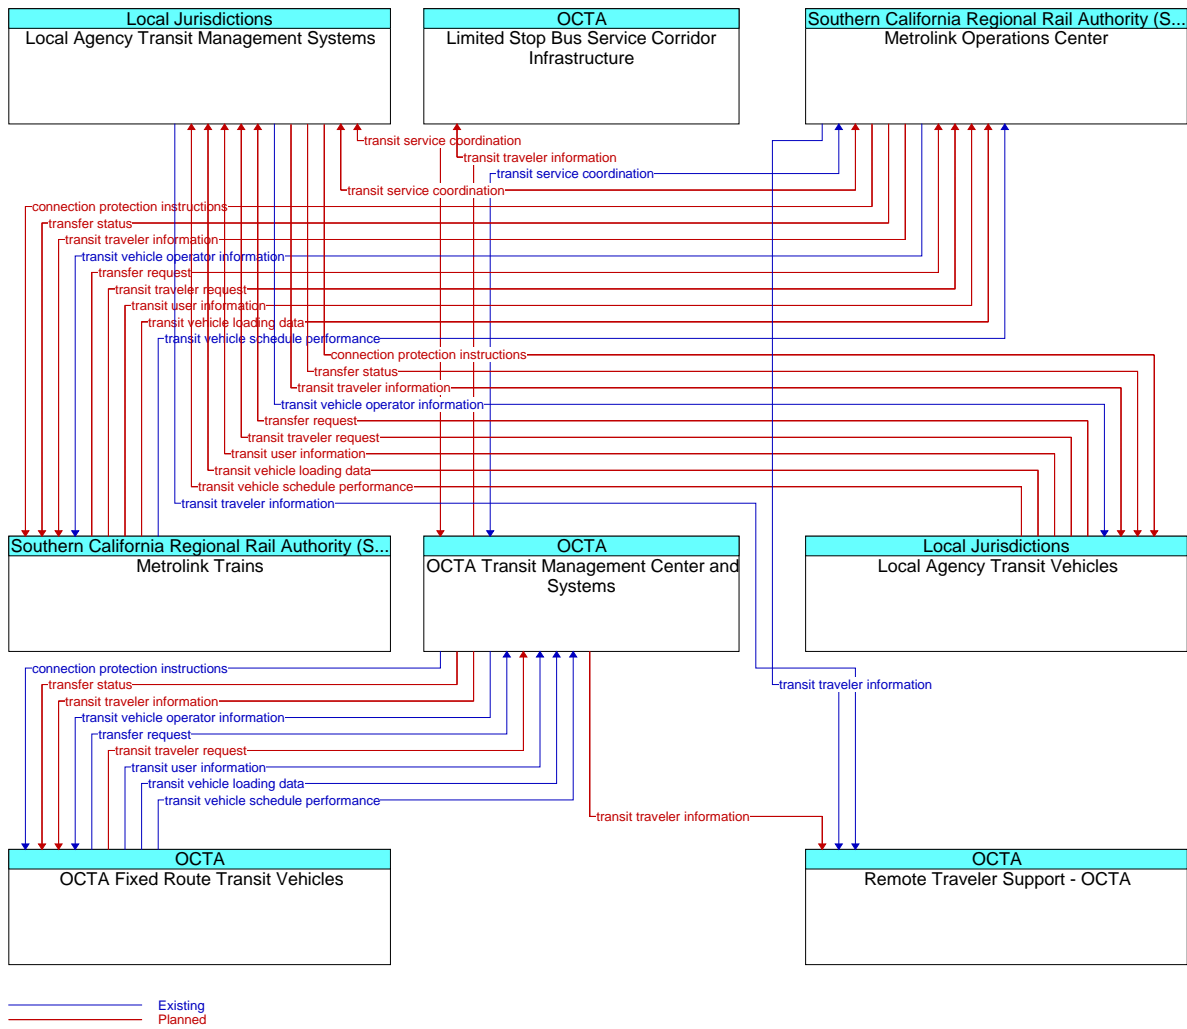 Local Jurisdictions
Local Agency Transit Management Systems
OCTA
Limited Stop Bus Service Corridor
Infrastructure
Southern California Regional Rail Authority (S...
Metrolink Operations Center
transit service coordination
transit traveler information
transit service coordination
transit service coordination
connection protection instructions
transfer status
transit traveler information
transit vehicle operator information
transfer request
transit traveler request
transit user information
transit vehicle loading data
transit vehicle schedule performance
connection protection instructions
transfer status
transit traveler information
transit vehicle operator information
transfer request
transit traveler request
transit user information
transit vehicle loading data
transit vehicle schedule performance
transit traveler information
Southern California Regional Rail Authority (S...
Metrolink Trains
OCTA
OCTA Transit Management Center and
Systems
Local Jurisdictions
Local Agency Transit Vehicles
connection protection instructions
transfer status
transit traveler information
transit vehicle operator information
transfer request
transit traveler request
transit user information
transit vehicle loading data
transit vehicle schedule performance
transit traveler information
transit traveler information
OCTA
OCTA Fixed Route Transit Vehicles
OCTA
Remote Traveler Support - OCTA
Existing
Planned